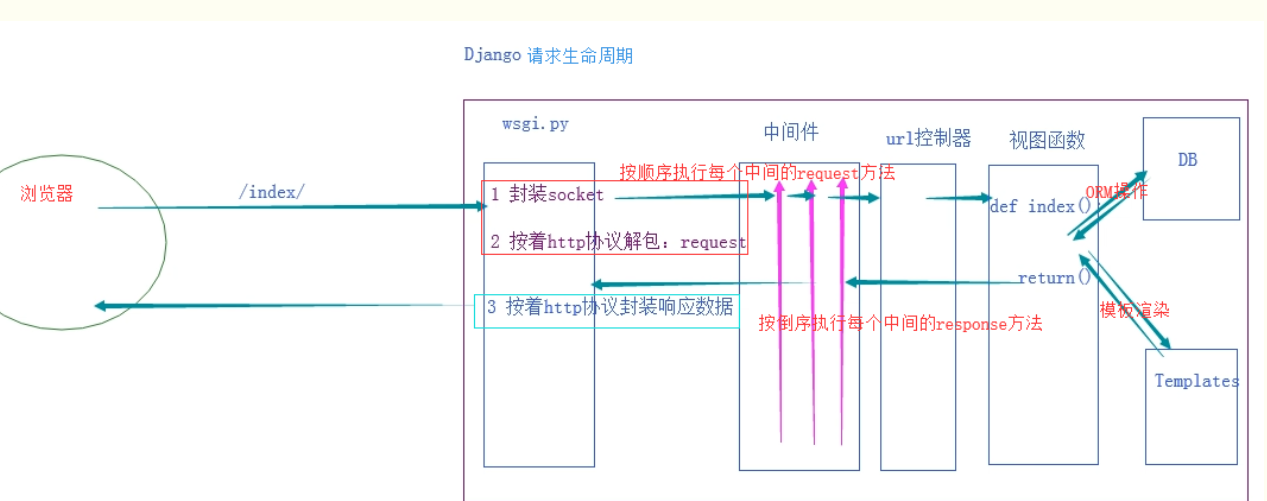 Django 请求生命周期
wsgi.py
中间件
url控制器
视图函数
DB
浏览器
/index/
按顺序执行每个中间的request方法
1 封装socket
def index():
ORM操作
2 按着http协议解包：request
return()
3 按着http协议封装响应数据
按倒序执行每个中间的response方法
模板渲染
Templates